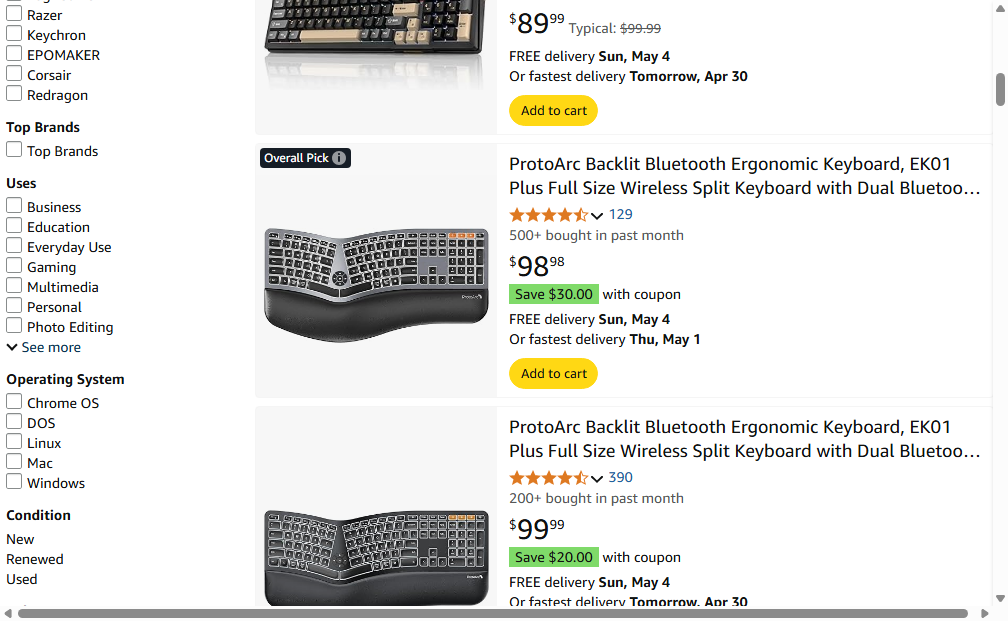 Razer
Keychron
EPOMAKER
Corsair
Redragon
Top Brands
Top Brands
Uses
Business
Education
Everyday Use
Gaming
Multimedia
Personal
Photo Editing
See more
Operating System
Chrome OS
DOS
Linux
Mac
Windows
Condition
New
Renewed
Used
$89.99 Typical: $99.99
FREE delivery Sun, May 4
Or fastest delivery Tomorrow, Apr 30
Add to cart
Overall Pick
ProtoArc Backlit Bluetooth Ergonomic Keyboard, EK01
Plus Full Size Wireless Split Keyboard with Dual Bluetoo…
129
500+ bought in past month
$98.98
Save $30.00 with coupon
FREE delivery Sun, May 4
Or fastest delivery Thu, May 1
Add to cart
ProtoArc Backlit Bluetooth Ergonomic Keyboard, EK01
Plus Full Size Wireless Split Keyboard with Dual Bluetoo…
390
200+ bought in past month
$99.99
Save $20.00 with coupon
FREE delivery Sun, May 4
Or fastest delivery Tomorrow, Apr 30